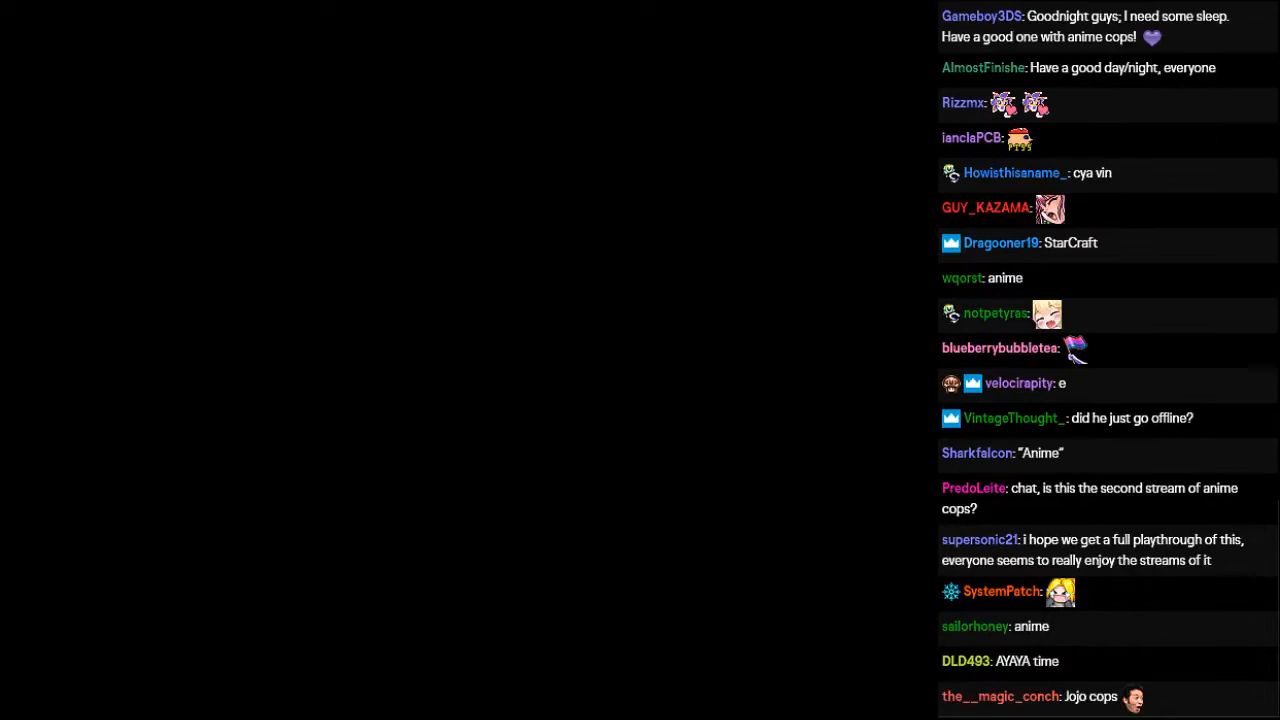 Gameboy3DS: Goodnight guys; I need some sleep.
Have a good one with anime cops!
AlmostFinishe: Have a good day/night, everyone
Rizzmx:
ianclaPCB: PTSS
Howisthisaname_: cya vin
GUY_KAZAMA:
Dragooner19: StarCraft
wqorst: anime
notpetyras:
blueberrybubbletea:
velocirapity: e
VintageThought_: did he just go offline?
Sharkfalcon: “Anime”
PredoLeite: chat, is this the second stream of anime
cops?
supersonic21: i hope we get a full playthrough of this,
everyone seems to really enjoy the streams of it
SystemPatch:
sailorhoney: anime
DLD493: AYAYA time
the__magic_conch: Jojo cops